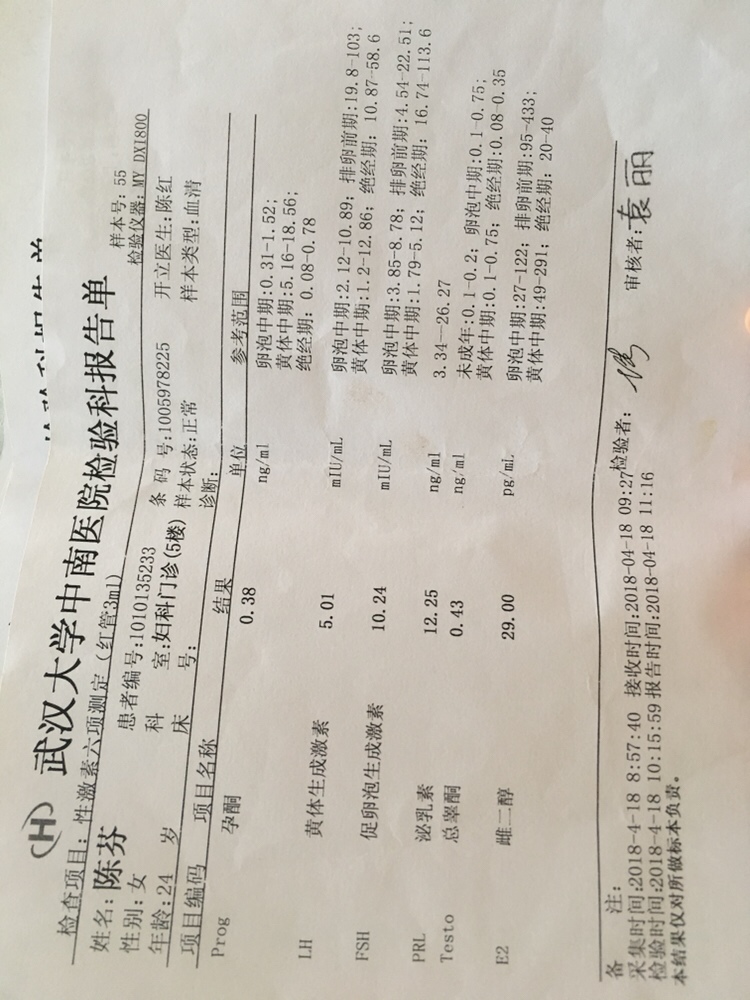 武汉大学中南医院检验科报告单
检查项目：性激素六项测定（红管3ml） 样本号：55
姓名：陈芬 患者编号:1010135233 条 码 号:1005978225 检验仪器：MY DXI800
性别：女 科 室:妇科门诊(5楼) 样本状态:正常 开立医生：陈红
年龄：24 岁 床 号： 诊断： 样本类型：血清
项目编码 项目名称 结果 单位 参考范围
Prog 孕酮 0.38 ng/ml 卵泡中期:0.31-1.52;
黄体中期:5.16-18.56;
绝经期：0.08-0.78
LH 黄体生成激素 5.01 mIU/mL 卵泡中期:2.12-10.89; 排卵前期:19.8-103;
黄体中期:1.2-12.86; 绝经期：10.87-58.6
FSH 促卵泡生成激素 10.24 mIU/mL 卵泡中期:3.85-8.78; 排卵前期:4.54-22.51;
黄体中期:1.79-5.12; 绝经期：16.74-113.6
PRL 泌乳素 12.25 ng/ml 3.34--26.27
Testo 总睾酮 0.43 ng/ml 未成年:0.1-0.2; 卵泡中期:0.1-0.75;
黄体中期:0.1-0.75; 绝经期:0.08-0.35
E2 雌二醇 29.00 pg/mL 卵泡中期:27-122; 排卵前期:95-433;
黄体中期:49-291; 绝经期：20-40
备 注：
采集时间:2018-4-18 8:57:40 接收时间:2018-04-18 09:27 检验者： 审核者：袁丽
检验时间:2018-4-18 10:15:59 报告时间:2018-04-18 11:16
本结果仅对所做标本负责。